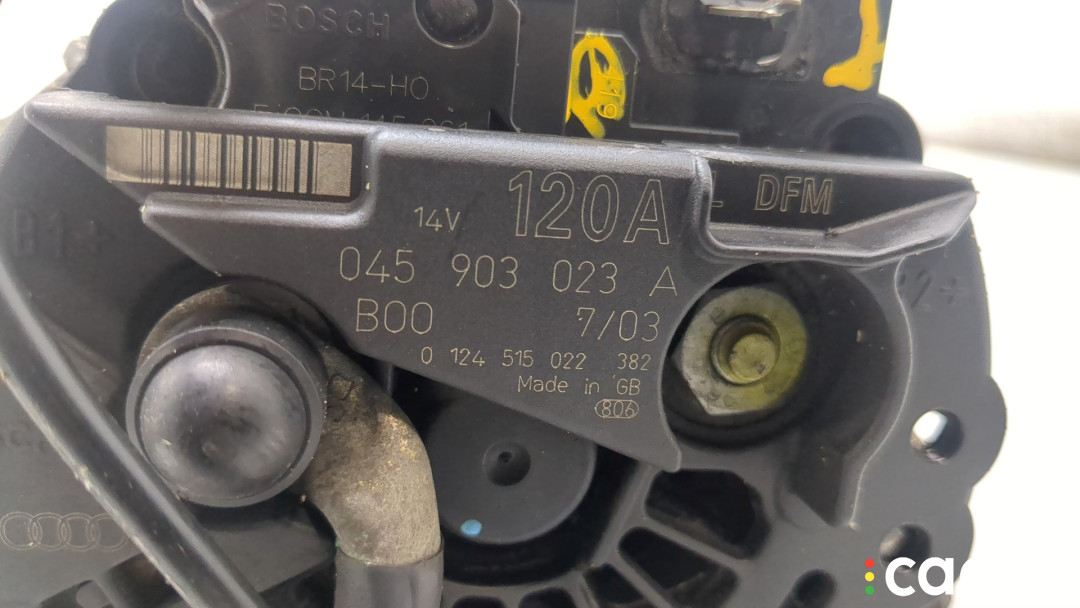 BOSCH
BR14-H0
14V 120A
L DFM
045 903 023 A
B00 7/03
0 124 515 022 382
Made in GB
806
B1+